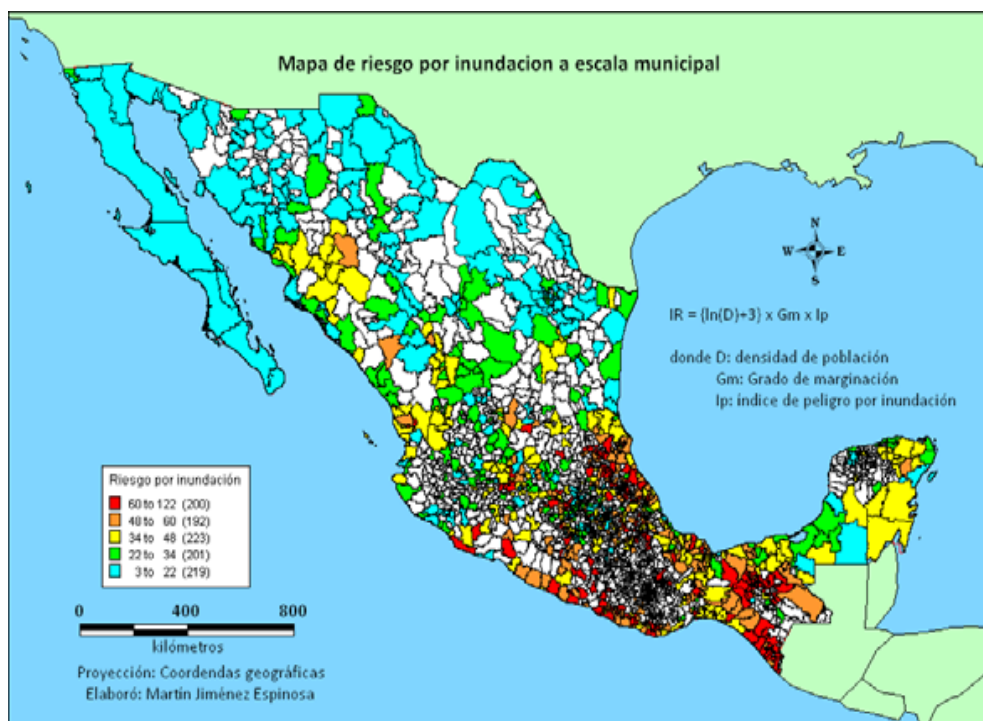 Mapa de riesgo por inundacion a escala municipal
N
W E
S
IR = {ln(D)+3} x Gm x Ip
donde D: densidad de población
Gm: Grado de marginación
Ip: índice de peligro por inundación
Riesgo por inundación
60 to 122 (200)
48 to 60 (192)
34 to 48 (223)
22 to 34 (201)
3 to 22 (219)
0 400 800
kilómetros
Proyección: Coordendas geográficas
Elaboró: Martín Jiménez Espinosa